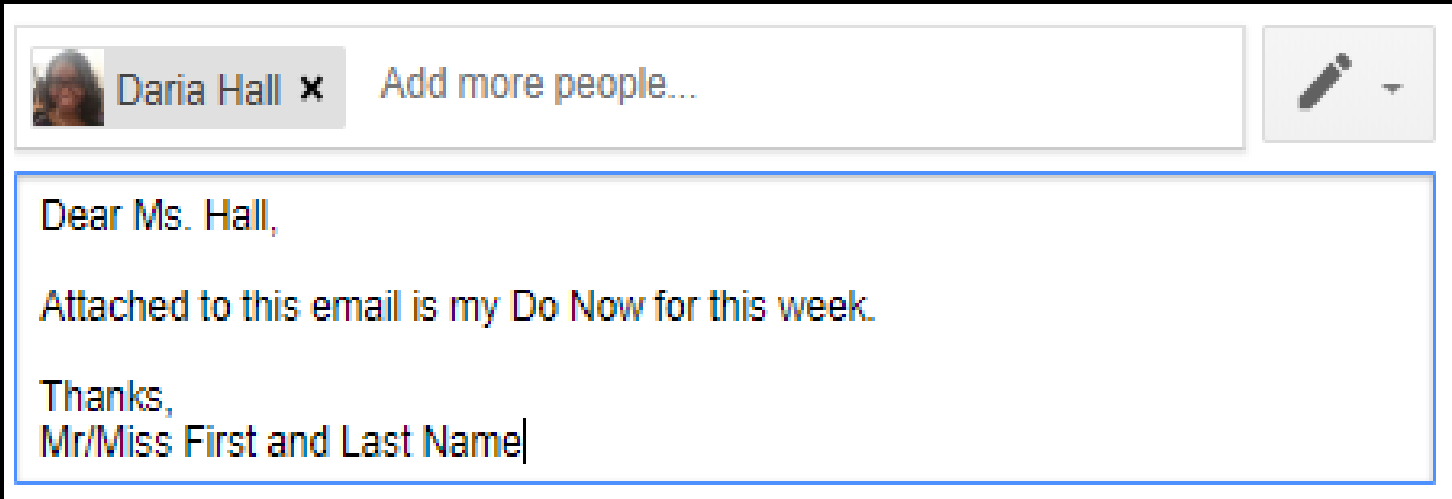 Daria Hall × Add more people...
Dear Ms. Hall,
Attached to this email is my Do Now for this week.
Thanks,
Mr/Miss First and Last Name